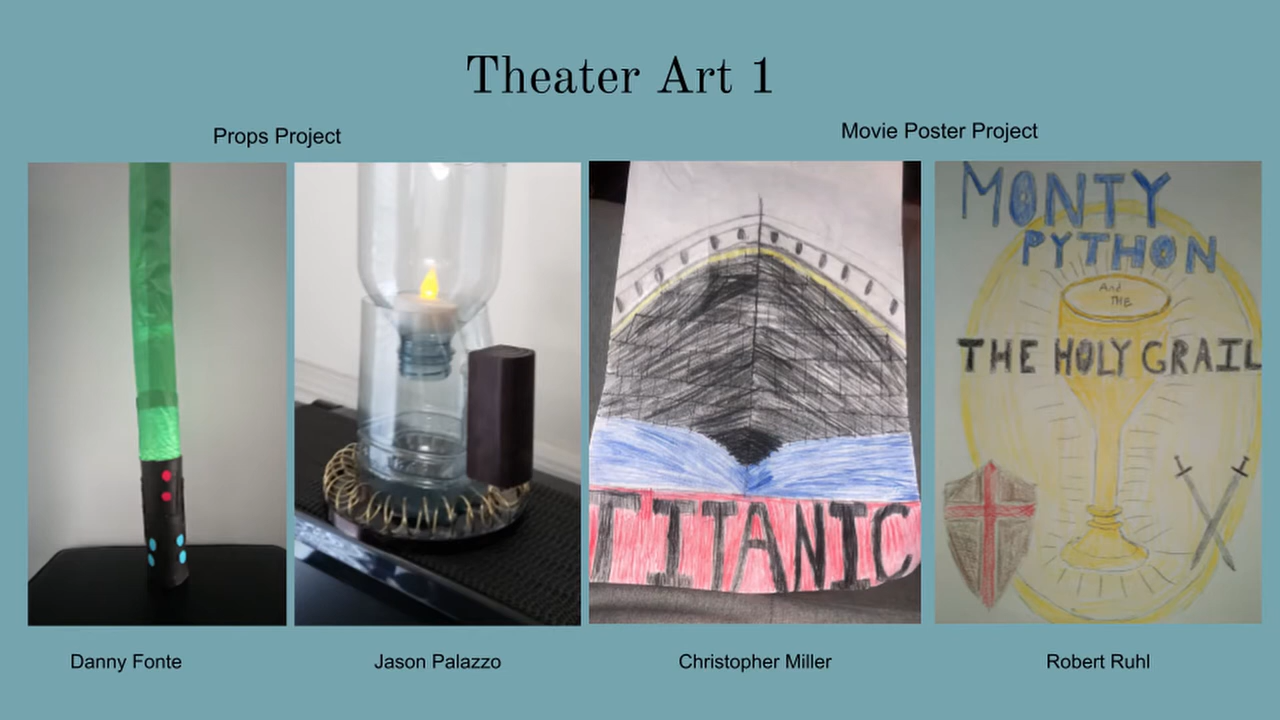 Theater Art 1
Props Project
Movie Poster Project
MONTY
PYTHON
And
THE
THE HOLY GRAIL
TITANIC
Danny Fonte
Jason Palazzo
Christopher Miller
Robert Ruhl